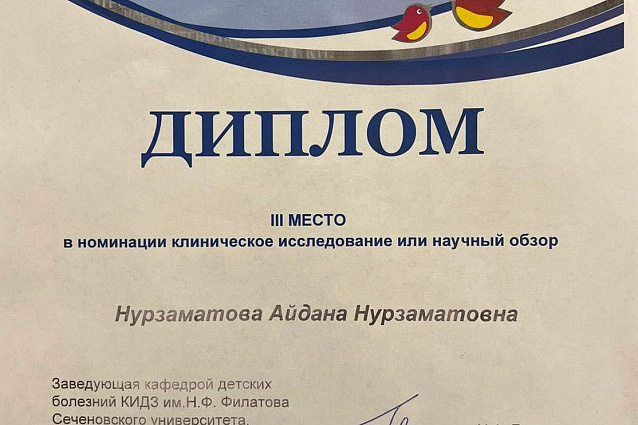 ДИПЛОМ
III МЕСТО
в номинации клиническое исследование или научный обзор
Нурзаматова Айдана Нурзаматовна
Заведующая кафедрой детских
болезней КИДЗ им.Н.Ф. Филатова
Сеченовского университета,